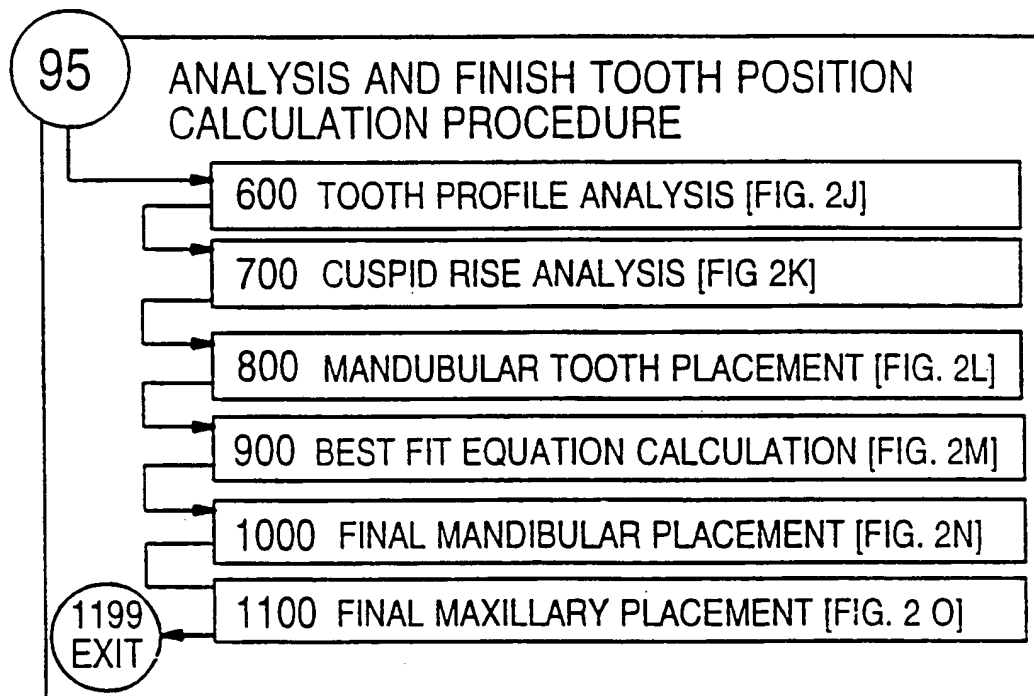 95
ANALYSIS AND FINISH TOOTH POSITION
CALCULATION PROCEDURE
600 TOOTH PROFILE ANALYSIS [FIG. 2J]
700 CUSPID RISE ANALYSIS [FIG 2K]
800 MANDUBULAR TOOTH PLACEMENT [FIG. 2L]
900 BEST FIT EQUATION CALCULATION [FIG. 2M]
1000 FINAL MANDIBULAR PLACEMENT [FIG. 2N]
1100 FINAL MAXILLARY PLACEMENT [FIG. 2 O]
1199
EXIT